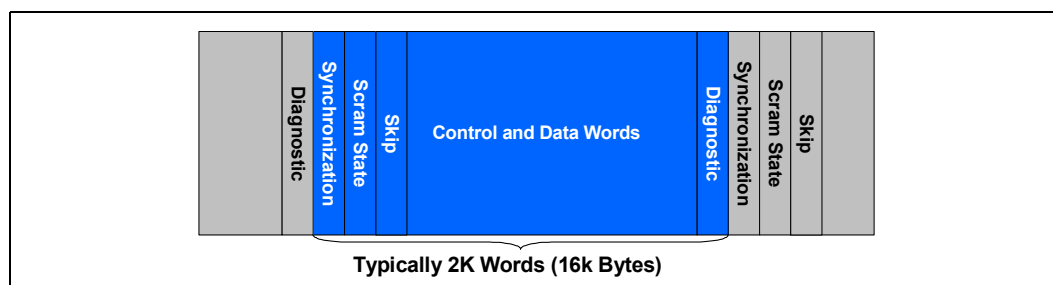 Diagnostic
Synchronization
Scram State
Skip
Control and Data Words
Diagnostic
Synchronization
Scram State
Skip
Typically 2K Words (16k Bytes)